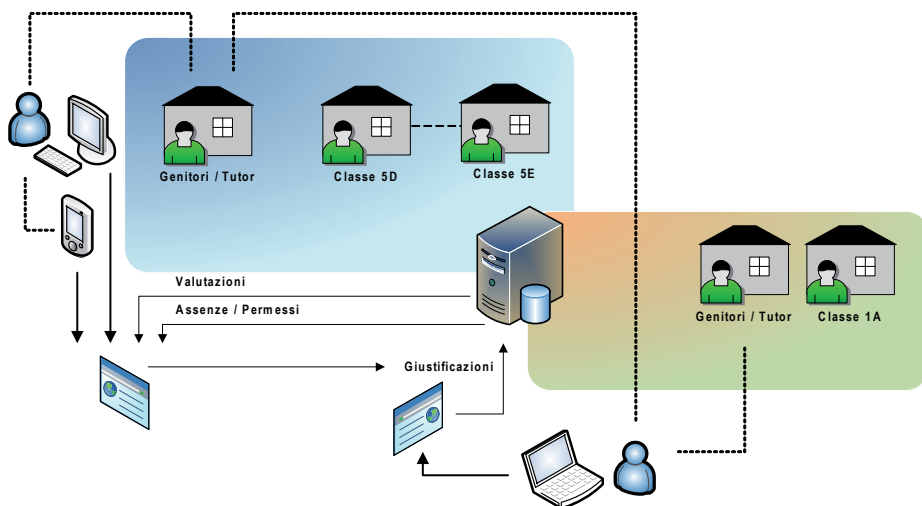 Genitori / Tutor
Classe 5D
Classe 5E
Valutazioni
Assenze / Permessi
Genitori / Tutor
Classe 1A
Giustificazioni